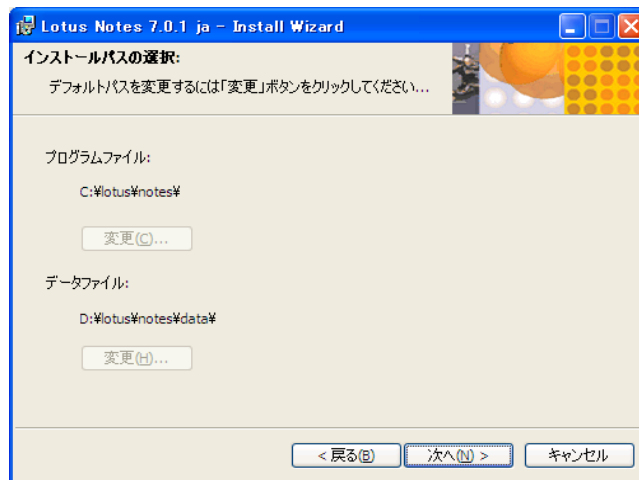 Lotus Notes 7.0.1 ja - Install Wizard
インストールパスの選択:
デフォルトパスを変更するには「変更」ボタンをクリックしてください...
プログラムファイル:
C:¥lotus¥notes¥
変更(C)...
データファイル:
D:¥lotus¥notes¥data¥
変更(H)...
< 戻る(B) 次へ(N) > キャンセル